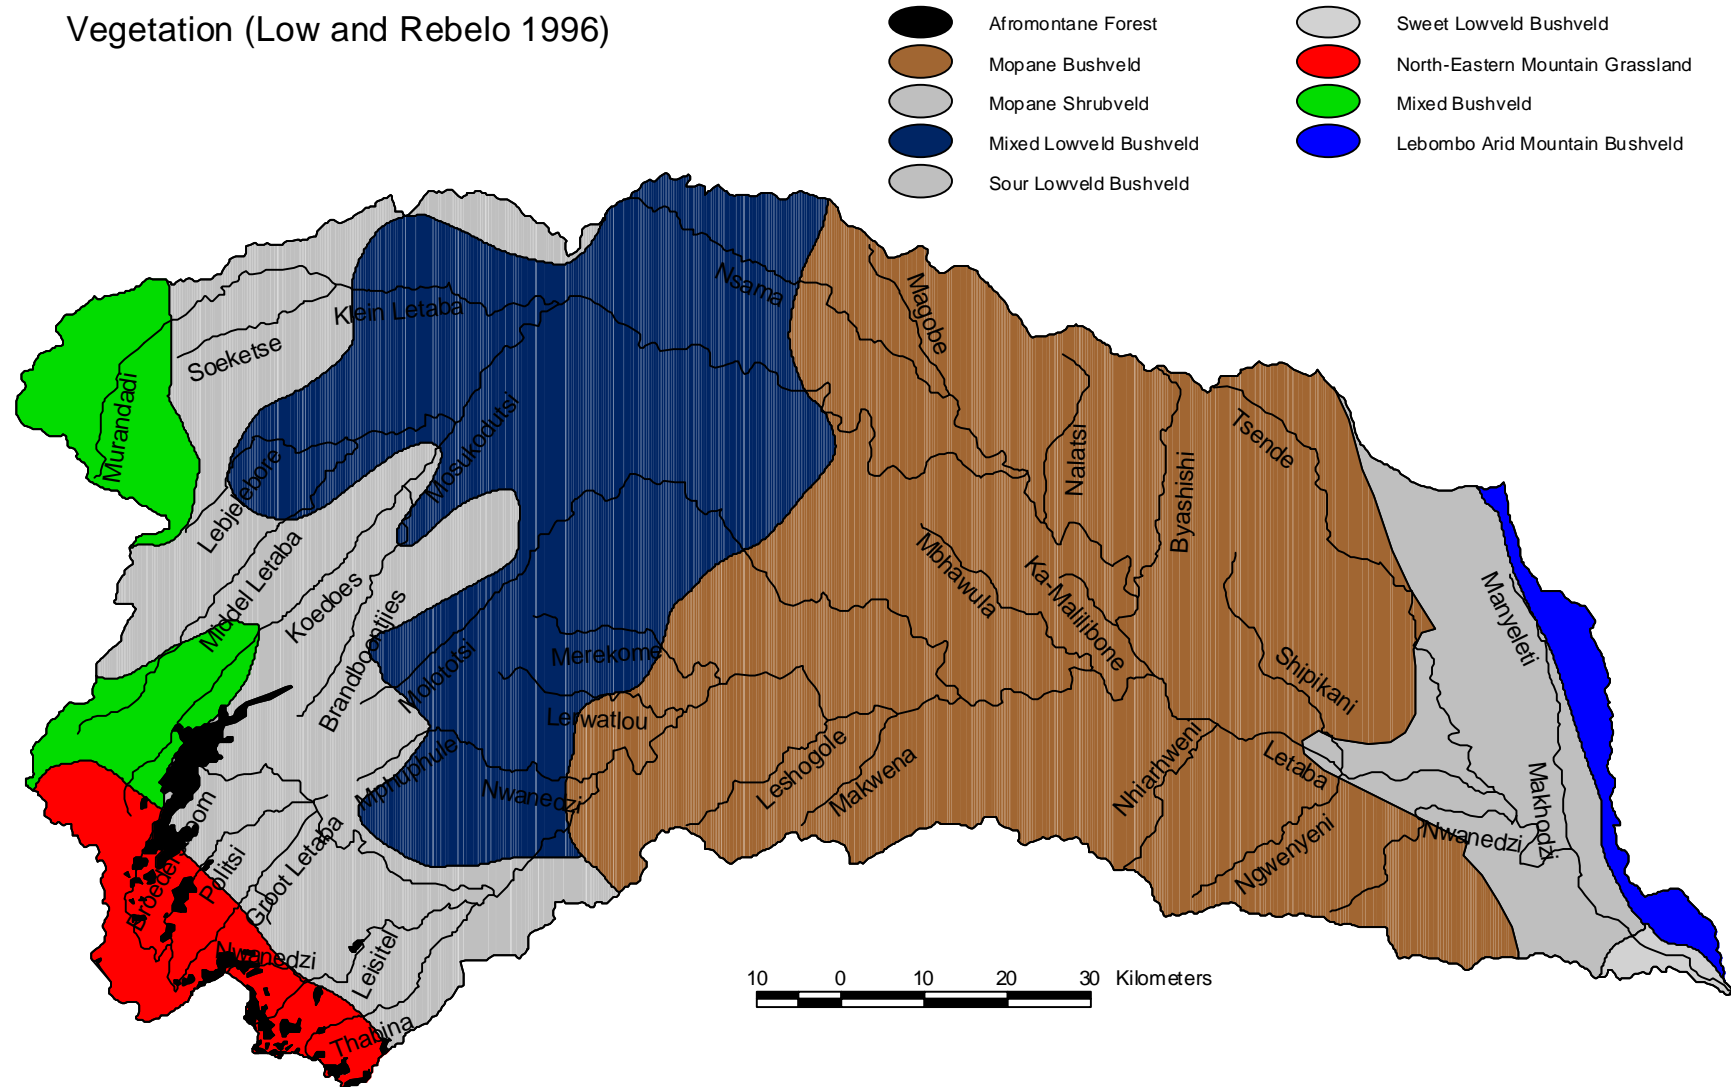 Vegetation (Low and Rebelo 1996)
Afromontane Forest
Mopane Bushveld
Mopane Shrubveld
Mixed Lowveld Bushveld
Sour Lowveld Bushveld
Sweet Lowveld Bushveld
North-Eastern Mountain Grassland
Mixed Bushveld
Lebombo Arid Mountain Bushveld
Nsama
Magobe
Klein Letaba
Soeketse
Murandadi
Mosukodutsi
Tsende
Nalatsi
Byashishi
Lebjelebore
Middel Letaba
Koedoes
Brandboontjies
Mbhawula
Ka-Malilibone
Manyeleti
Molototsi
Merekome
Lerwatlou
Shipikani
Mphuphule
Nwanedzi
Leshogole
Makwena
Nhiarhweni
Letaba
Makhodzi
Nwanedzi
Ngwenyeni
Politsi
Groot Letaba
Nwanedzi
Leisitel
Thabina
10 0 10 20 30 Kilometers